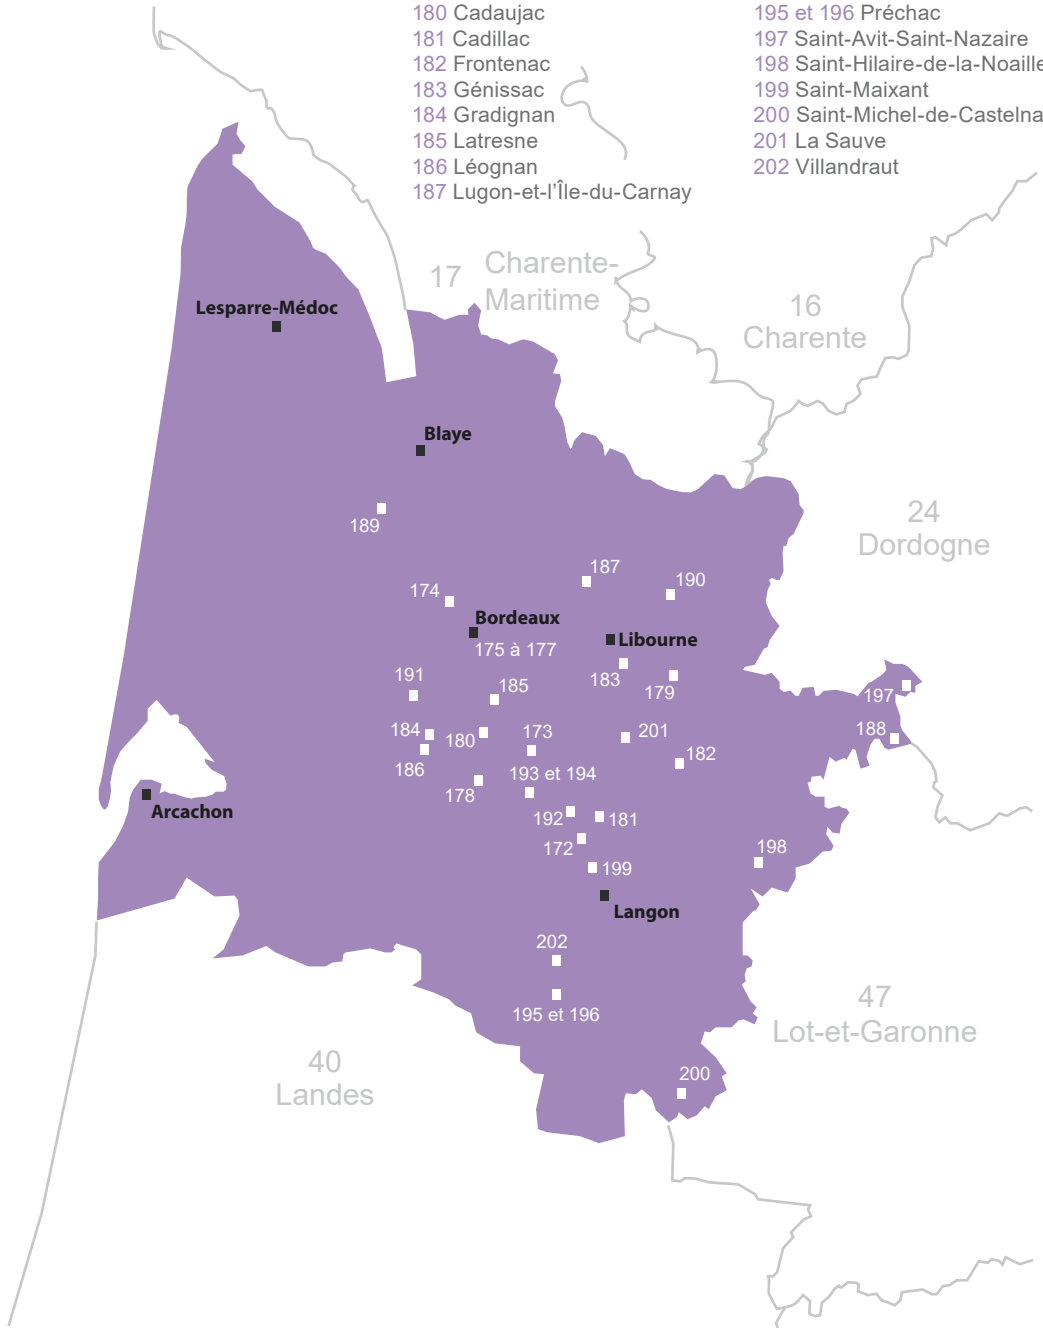 180 Cadaujac
181 Cadillac
182 Frontenac
183 Génissac
184 Gradignan
185 Latresne
186 Léognan
187 Lugon-et-l'Île-du-Carnay
195 et 196 Préchac
197 Saint-Avit-Saint-Nazaire
198 Saint-Hilaire-de-la-Noaille
199 Saint-Maixant
200 Saint-Michel-de-Castelna
201 La Sauve
202 Villandraut
17
Charente-
Maritime
16
Charente
Lesparre-Médoc
Blaye
189
24
Dordogne
187
190
174
Bordeaux
175 à 177
Libourne
183
179
191
185
197
188
184
180
173
201
182
186
193 et 194
178
Arcachon
192
181
172
198
199
Langon
202
195 et 196
47
Lot-et-Garonne
40
Landes
200